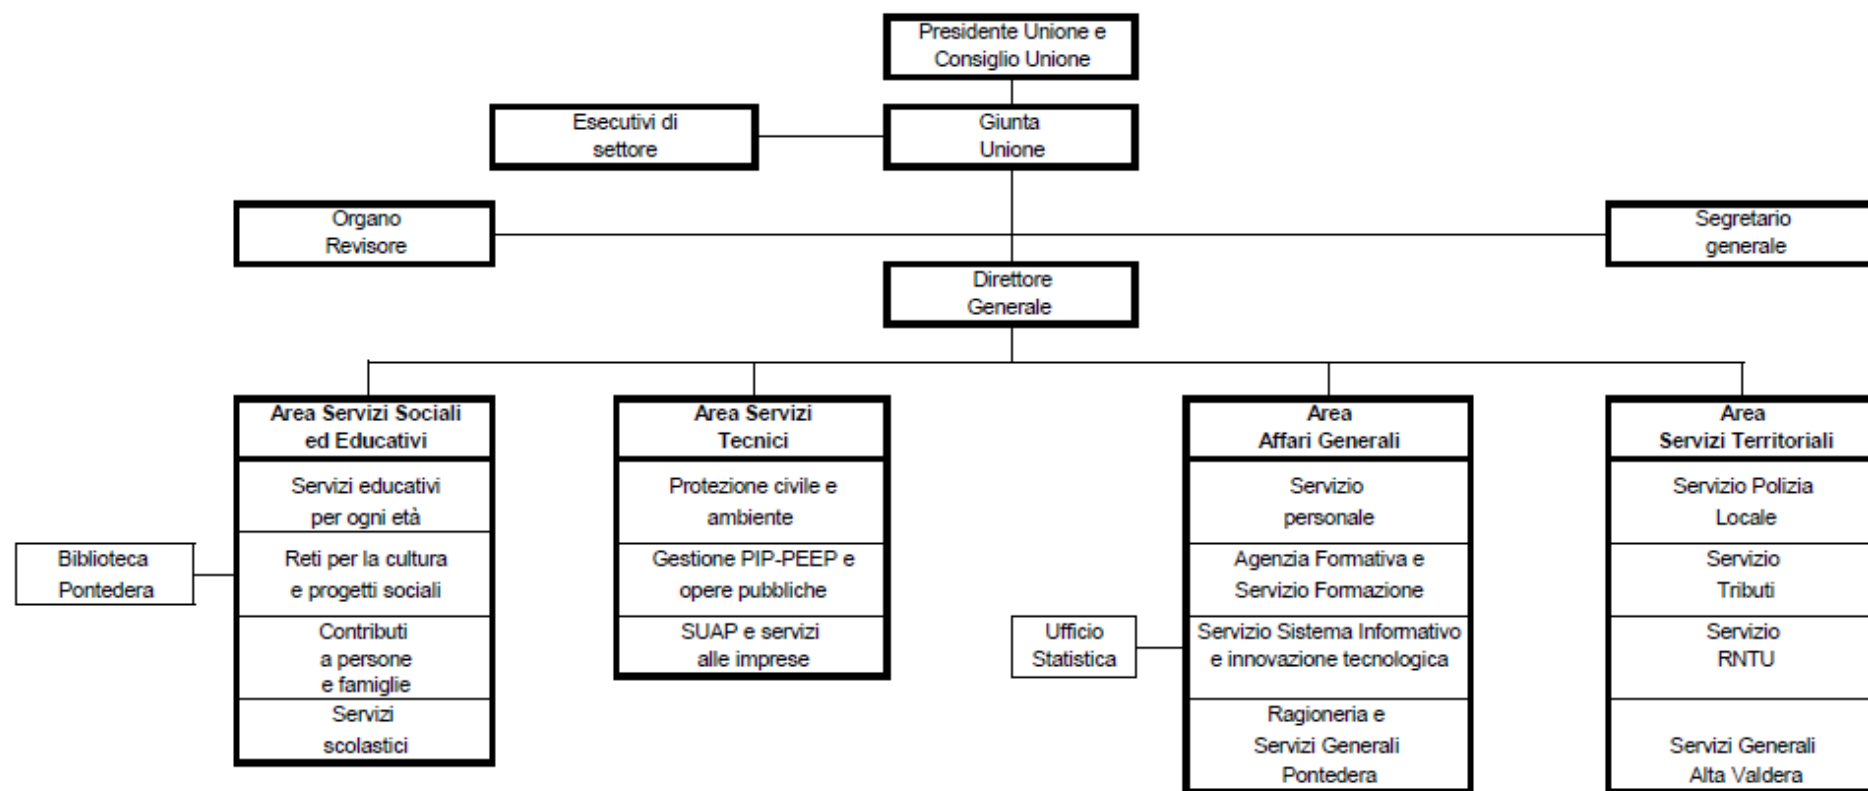 Presidente Unione e
Consiglio Unione
Esecutivi di
settore
Giunta
Unione
Organo
Revisore
Segretario
generale
Direttore
Generale
Area Servizi Sociali
ed Educativi
Servizi educativi
per ogni età
Reti per la cultura
e progetti sociali
Contributi
a persone
e famiglie
Servizi
scolastici
Biblioteca
Pontedera
Area Servizi
Tecnici
Protezione civile e
ambiente
Gestione PIP-PEEP e
opere pubbliche
SUAP e servizi
alle imprese
Area
Affari Generali
Servizio
personale
Agenzia Formativa e
Servizio Formazione
Servizio Sistema Informativo
e innovazione tecnologica
Ragioneria e
Servizi Generali
Pontedera
Ufficio
Statistica
Area
Servizi Territoriali
Servizio Polizia
Locale
Servizio
Tributi
Servizio
RNTU
Servizi Generali
Alta Valdera